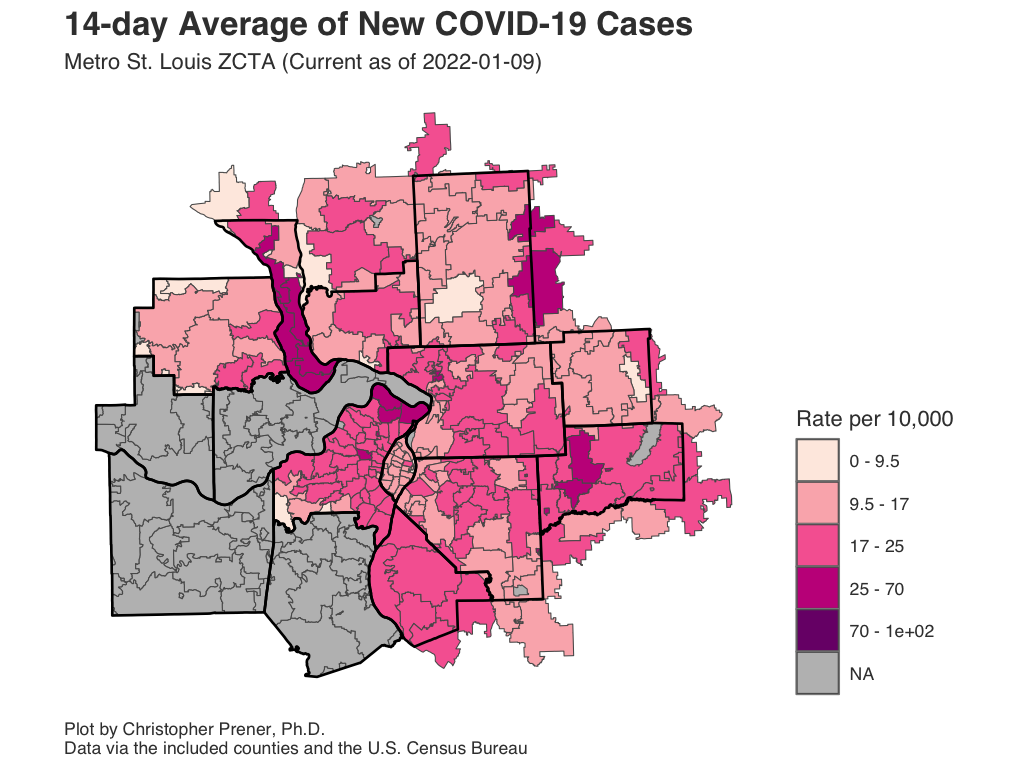 14-day Average of New COVID-19 Cases
Metro St. Louis ZCTA (Current as of 2022-01-09)
Rate per 10,000
0 - 9.5
9.5 - 17
17 - 25
25 - 70
70 - 1e+02
NA
Plot by Christopher Prener, Ph.D.
Data via the included counties and the U.S. Census Bureau